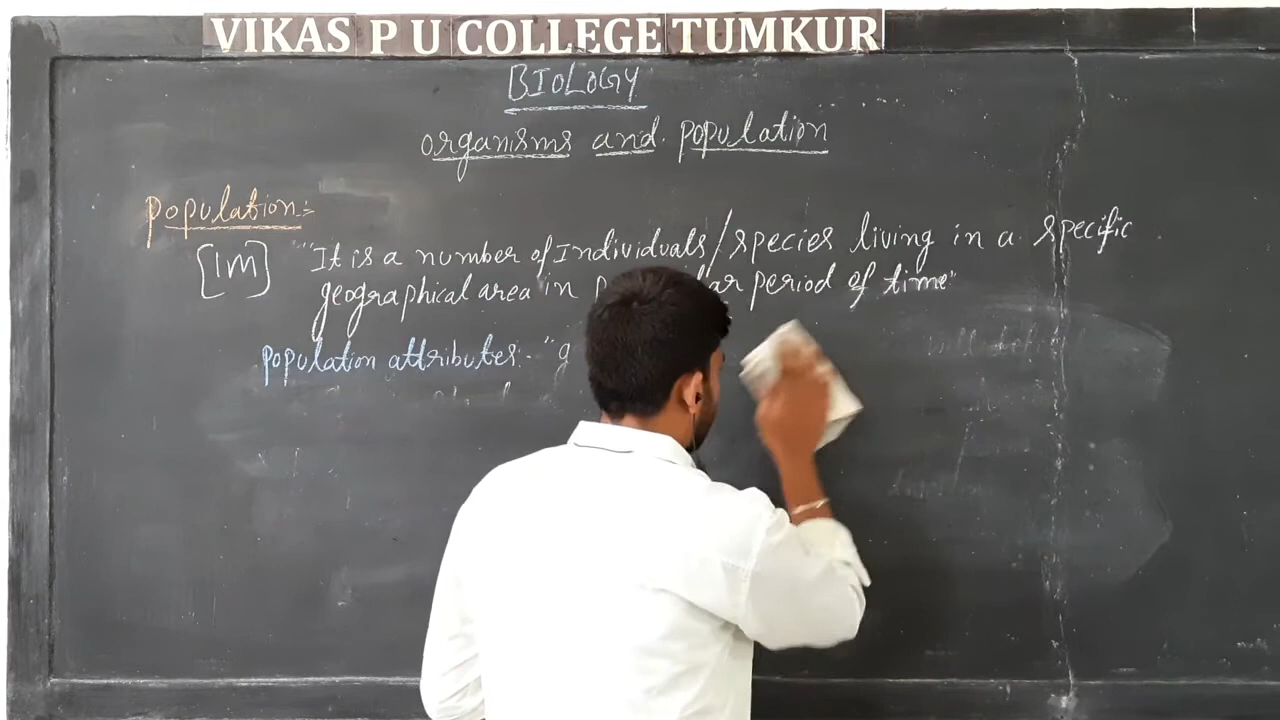 VIKAS P U COLLEGE TUMKUR
BIOLOGY
organisms and population
population:-
[1M] "It is a number of Individuals/species living in a specific
geographical area in period of time"
population attributes:- "